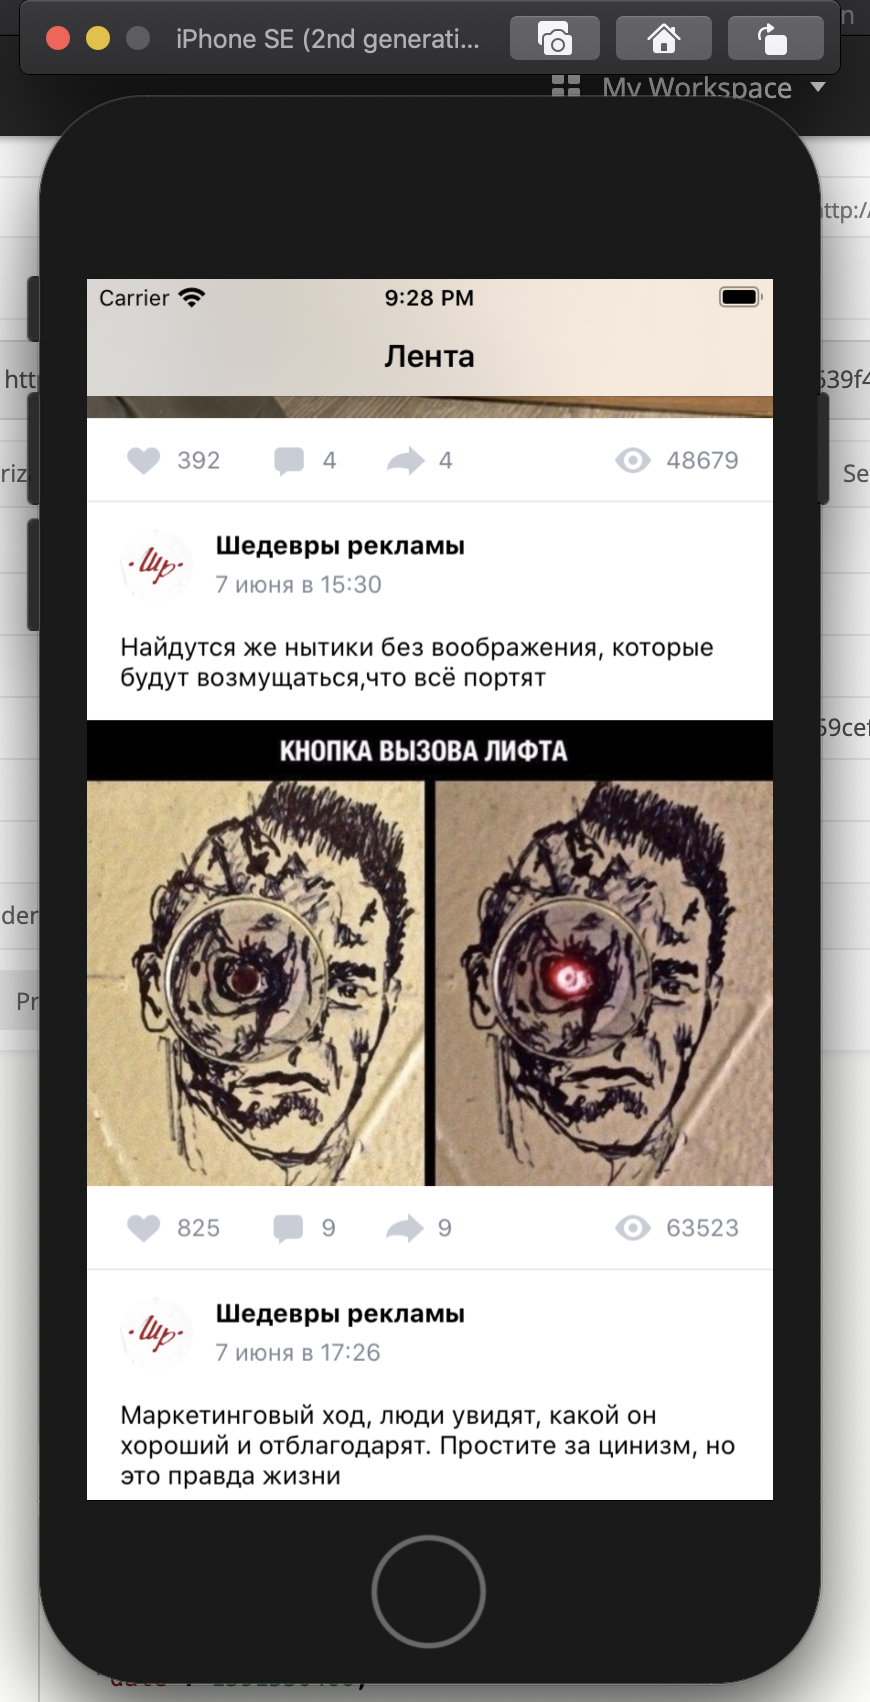 iPhone SE (2nd generati...
My Workspace
Carrier
9:28 PM
Лента
392
4
4
48679
Шедевры рекламы
7 июня в 15:30
Найдутся же нытики без воображения, которые
будут возмущаться,что всё портят
КНОПКА ВЫЗОВА ЛИФТА
825
9
9
63523
·Шр·
Шедевры рекламы
7 июня в 17:26
Маркетинговый ход, люди увидят, какой он
хороший и отблагодарят. Простите за цинизм, но
это правда жизни